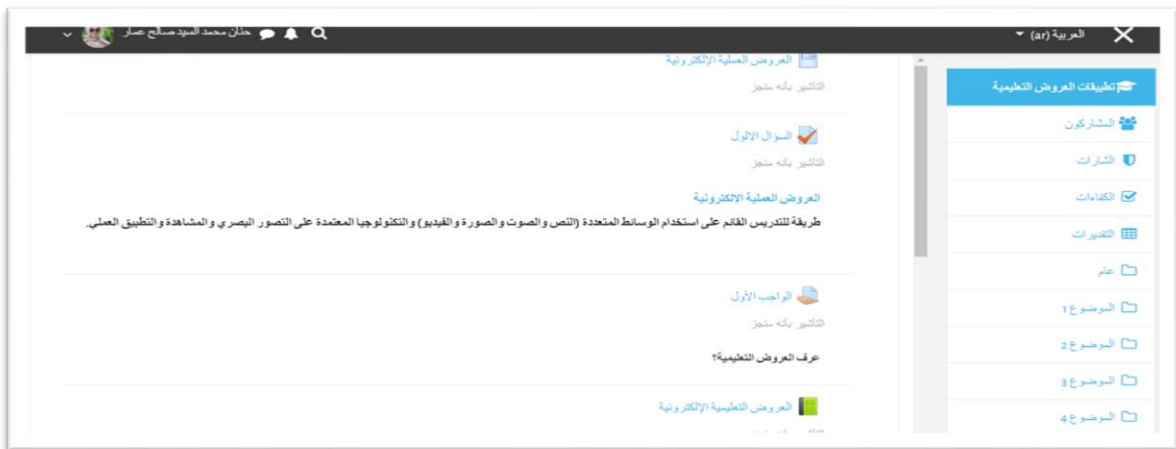 العربية ‎(ar)‎
حنان محمد السيد صالح عمار
تطبيقات العروض التعليمية
المشاركون
الشارات
الكفاءات
التقديرات
عام
الموضوع 1
الموضوع 2
الموضوع 3
الموضوع 4
العروض العملية الإلكترونية
التأشير بأنه منجز
السؤال الالول
التأشير بأنه منجز
العروض العملية الإلكترونية
طريقة للتدريس القائم على استخدام الوسائط المتعددة (النص والصوت والصورة والفيديو) والتكنولوجيا المعتمدة على التصور البصري والمشاهدة والتطبيق العملي.
الواجب الأول
التأشير بأنه منجز
عرف العروض التعليمية؟
العروض التعليمية الإلكترونية